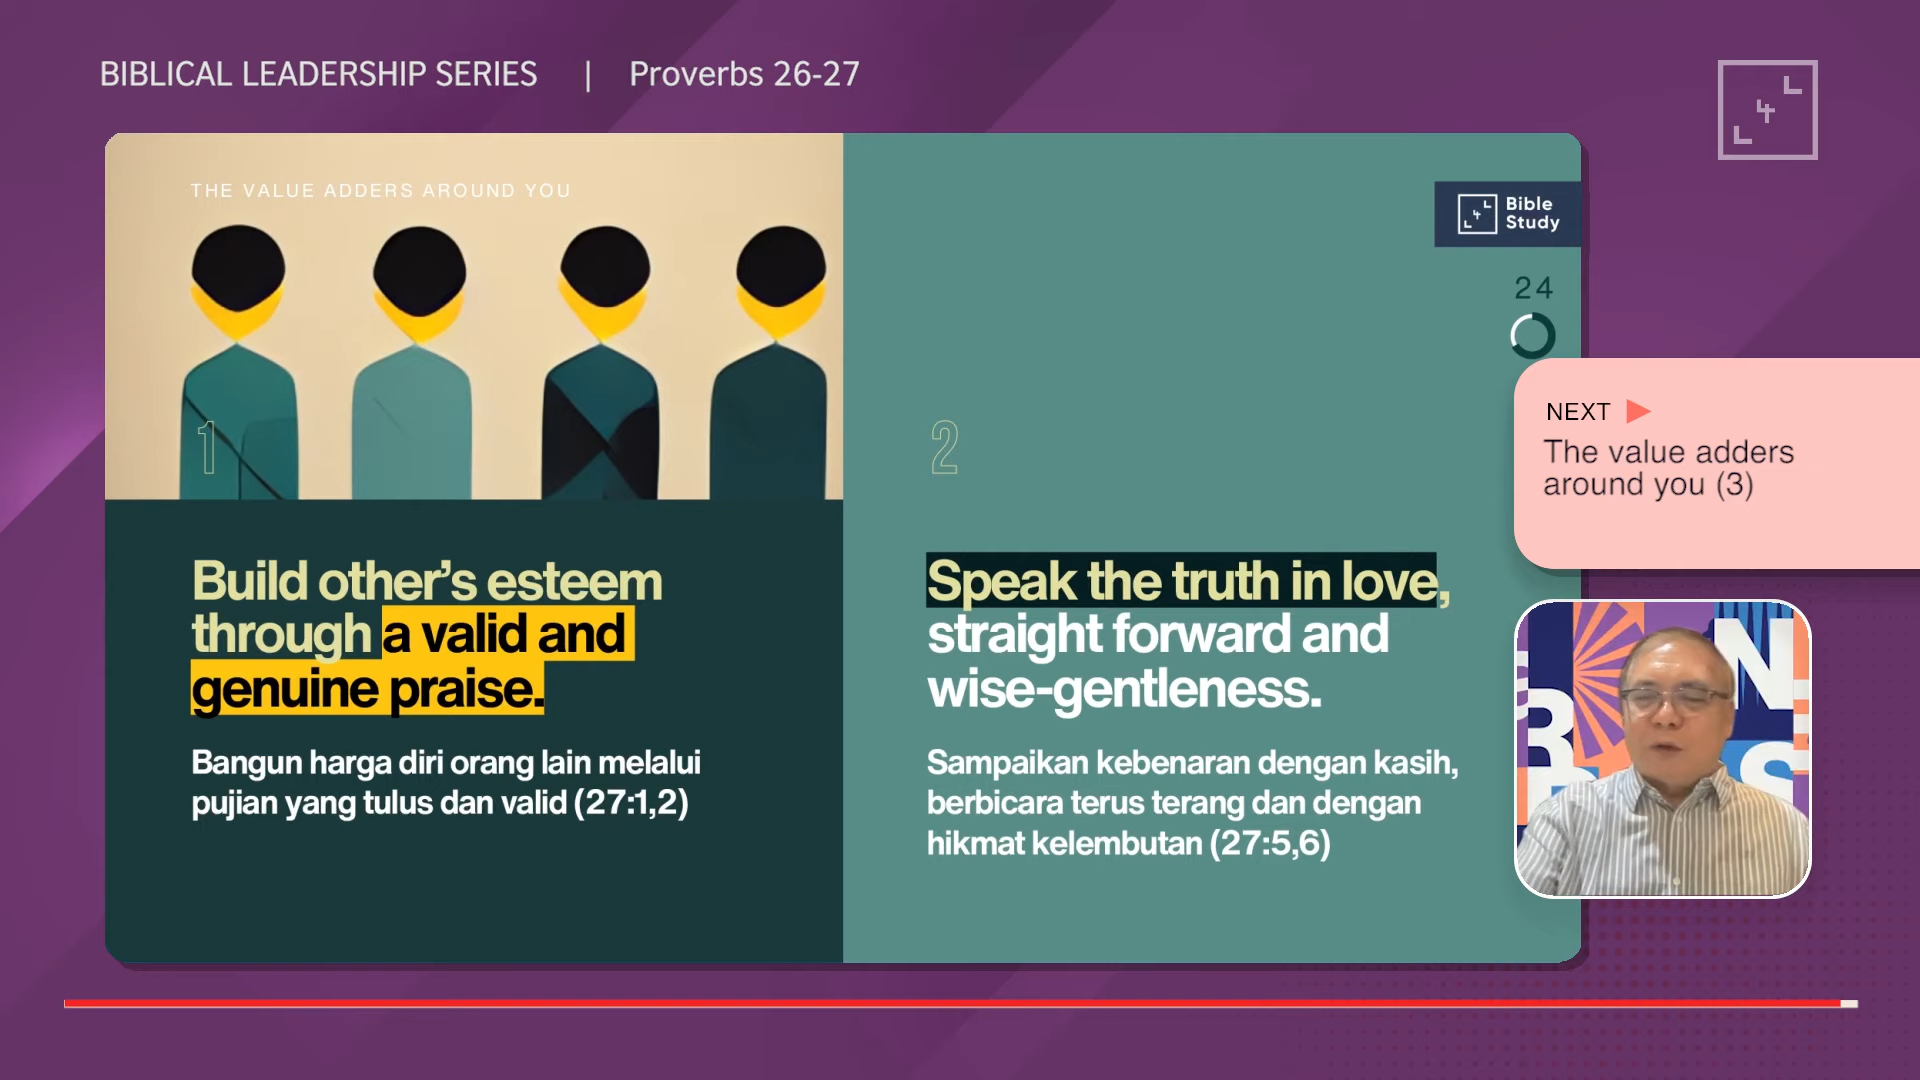 BIBLICAL LEADERSHIP SERIES | Proverbs 26-27
THE VALUE ADDERS AROUND YOU
1
Build other’s esteem
through a valid and
genuine praise.
Bangun harga diri orang lain melalui
pujian yang tulus dan valid (27:1,2)
2
Speak the truth in love,
straight forward and
wise-gentleness.
Sampaikan kebenaran dengan kasih,
berbicara terus terang dan dengan
hikmat kelembutan (27:5,6)
Bible
Study
24
NEXT
The value adders
around you (3)